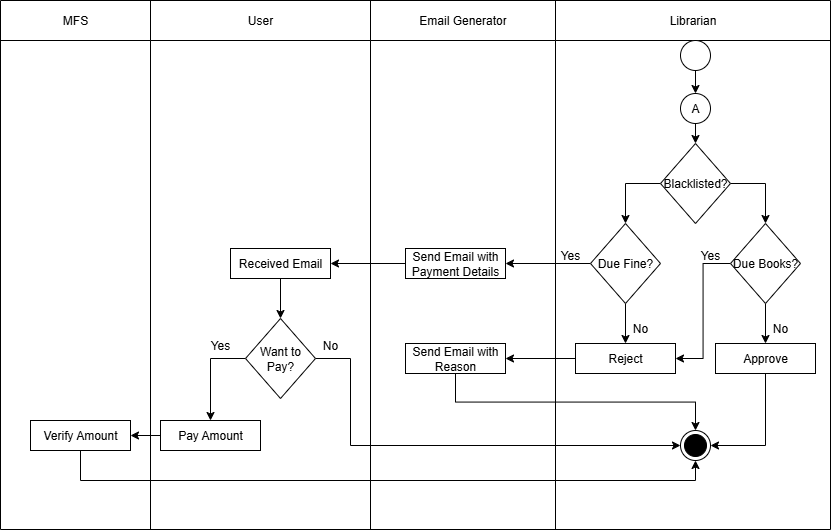 MFS
User
Email Generator
Librarian
A
Blacklisted?
Received Email
Send Email with
Payment Details
Yes
Due Fine?
Yes
Due Books?
No
No
Yes
Want to
Pay?
No
Send Email with
Reason
Reject
Approve
Verify Amount
Pay Amount